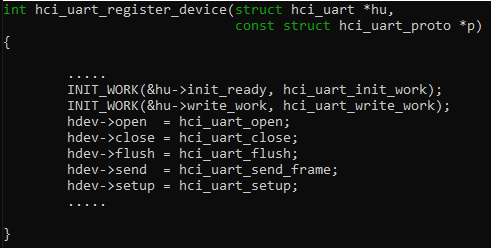 int hci_uart_register_device(struct hci_uart *hu,
                             const struct hci_uart_proto *p)
{
        .....
        INIT_WORK(&hu->init_ready, hci_uart_init_work);
        INIT_WORK(&hu->write_work, hci_uart_write_work);
        hdev->open  = hci_uart_open;
        hdev->close = hci_uart_close;
        hdev->flush = hci_uart_flush;
        hdev->send  = hci_uart_send_frame;
        hdev->setup = hci_uart_setup;
        .....
}